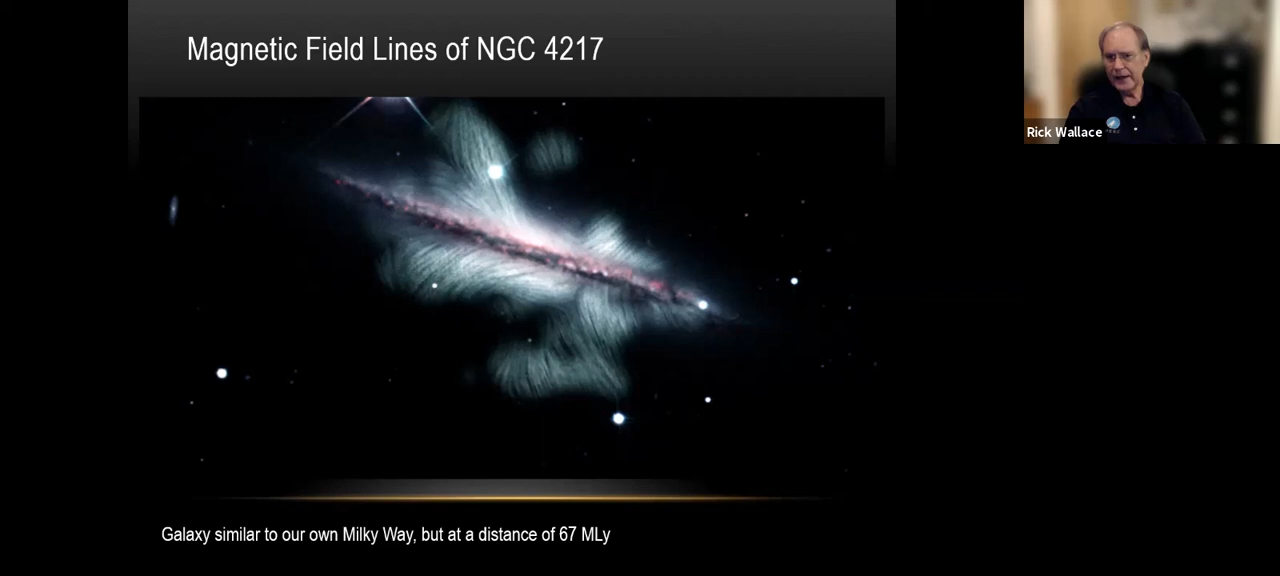 Magnetic Field Lines of NGC 4217
Rick Wallace
Galaxy similar to our own Milky Way, but at a distance of 67 MLy